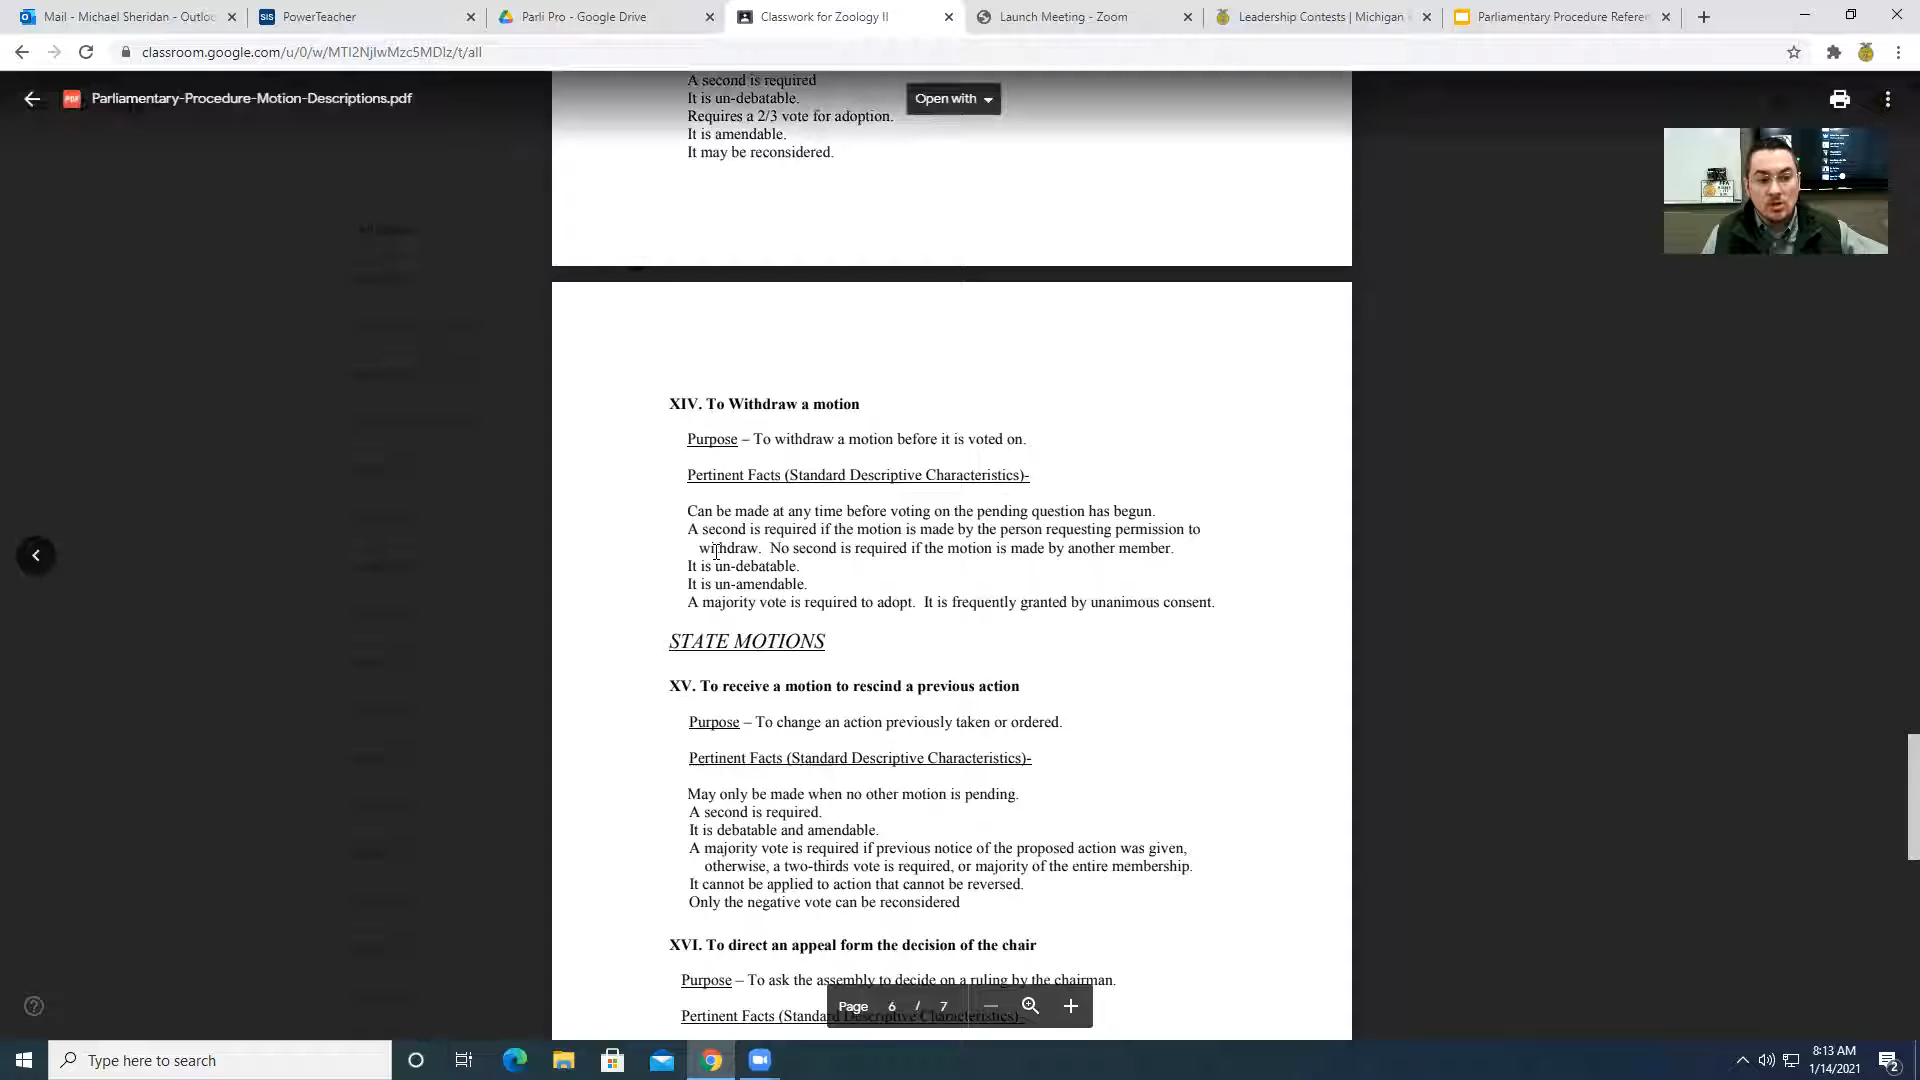 Mail - Michael Sheridan - Outloo
PowerTeacher
Parli Pro - Google Drive
Classwork for Zoology II
Launch Meeting - Zoom
Leadership Contests | Michigan
Parliamentary Procedure Referen
classroom.google.com/u/0/w/MTI2NjIwMzc5MDIz/t/all
Parliamentary-Procedure-Motion-Descriptions.pdf
Open with
A second is required
It is un-debatable.
Requires a 2/3 vote for adoption.
It is amendable.
It may be reconsidered.
XIV. To Withdraw a motion
Purpose – To withdraw a motion before it is voted on.
Pertinent Facts (Standard Descriptive Characteristics)-
Can be made at any time before voting on the pending question has begun.
A second is required if the motion is made by the person requesting permission to
withdraw. No second is required if the motion is made by another member.
It is un-debatable.
It is un-amendable.
A majority vote is required to adopt. It is frequently granted by unanimous consent.
STATE MOTIONS
XV. To receive a motion to rescind a previous action
Purpose – To change an action previously taken or ordered.
Pertinent Facts (Standard Descriptive Characteristics)-
May only be made when no other motion is pending.
A second is required.
It is debatable and amendable.
A majority vote is required if previous notice of the proposed action was given,
otherwise, a two-thirds vote is required, or majority of the entire membership.
It cannot be applied to action that cannot be reversed.
Only the negative vote can be reconsidered
XVI. To direct an appeal form the decision of the chair
Purpose – To ask the assembly to decide on a ruling by the chairman.
Pertinent Facts (Standard Descriptive Characteristics)-
Page 6 / 7
Type here to search
8:13 AM
1/14/2021
2